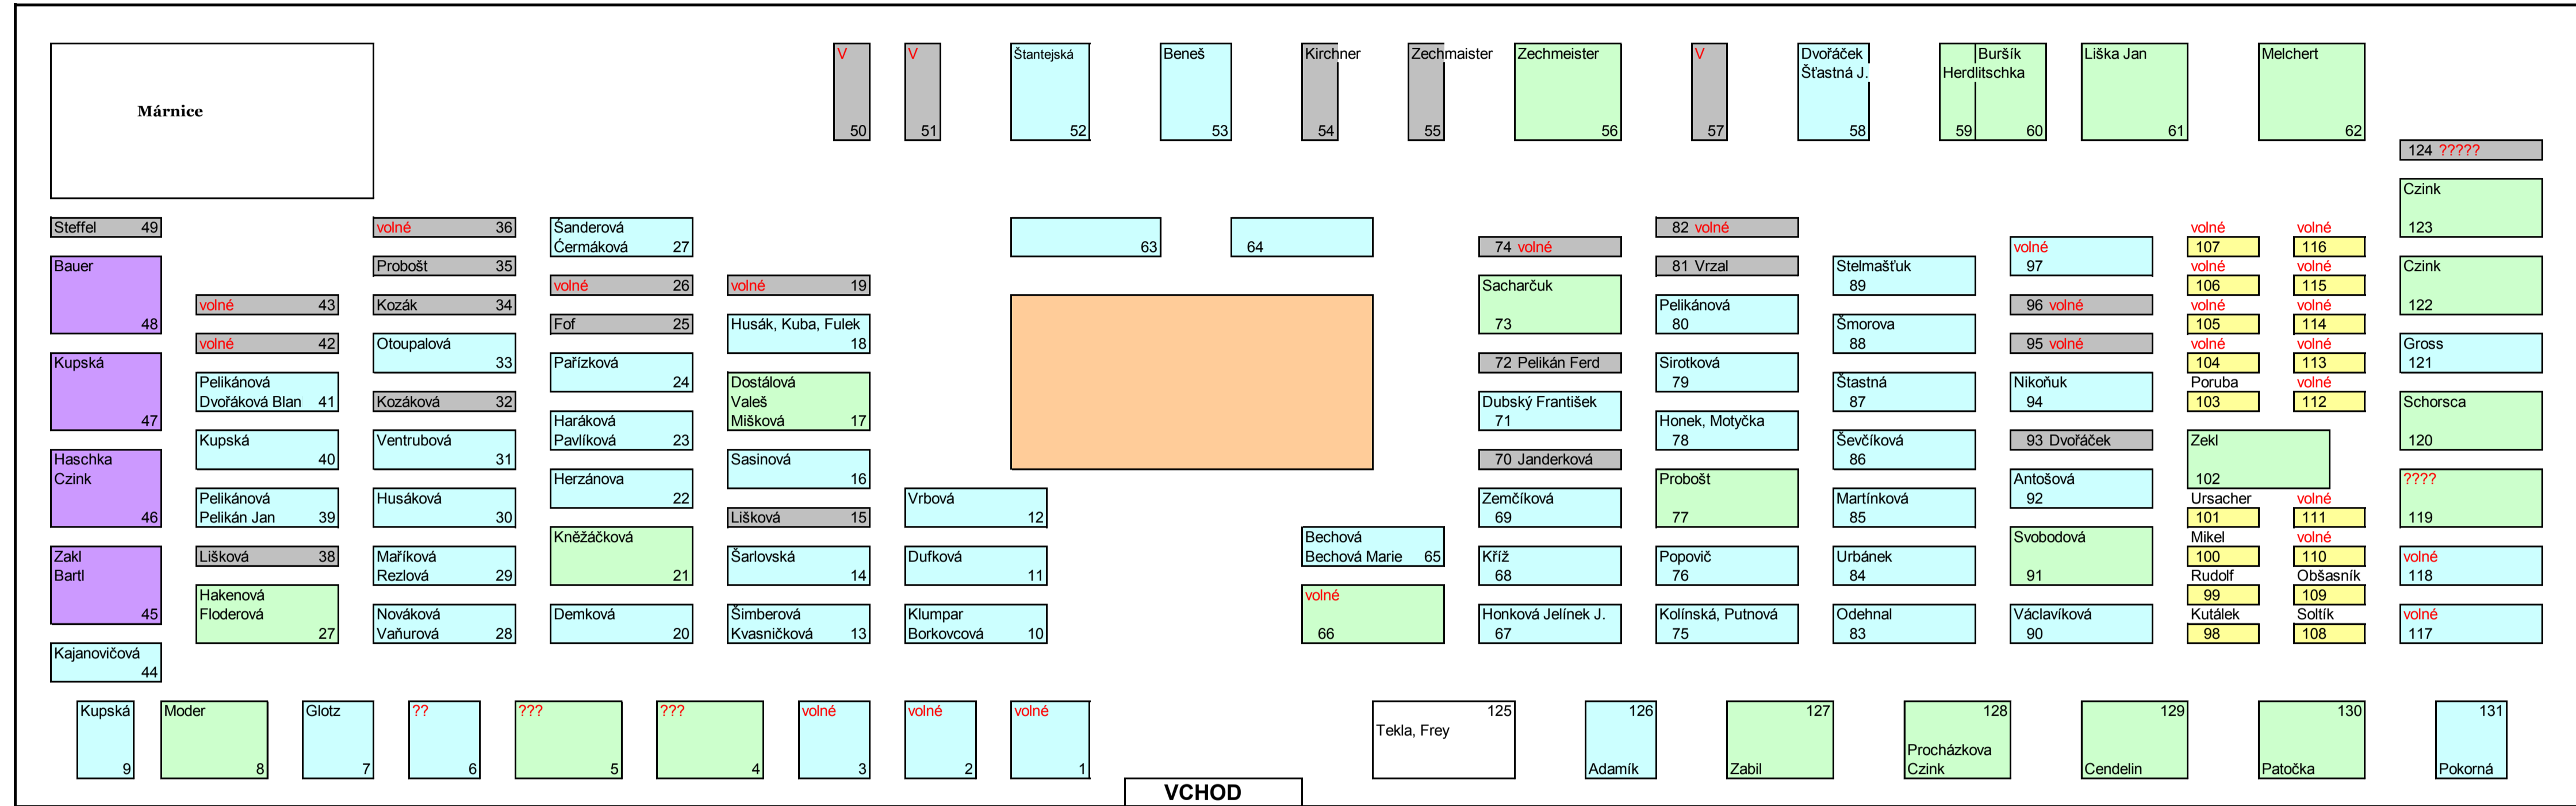 Márnice
V
50
V
51
Štantejská
52
Beneš
53
Kirchner
54
Zechmaister
55
Zechmeister
56
V
57
Dvořáček
Šťastná J.
58
Buršík
Herdlitschka
59
60
Liška Jan
61
Melchert
62
124 ?????
Czink
123
Czink
122
Gross
121
Schorsca
120
????
119
volné
118
volné
117
Steffel 49
Bauer
48
Kupská
47
Haschka
Czink
46
Zakl
Bartl
45
Kajanovičová
44
volné 43
volné 42
Pelikánová
Dvořáková Blan 41
Kupská
40
Pelikánová
Pelikán Jan 39
Lišková 38
Hakenová
Floderová
27
volné 36
Probošt 35
Kozák 34
Otoupalová
33
Kozáková 32
Ventrubová
31
Husáková
30
Maříková
Rezlová 29
Nováková
Vaňurová 28
Šanderová
Ćermáková 27
volné 26
Fof 25
Pařízková
24
Haráková
Pavlíková 23
Herzánova
22
Kněžáčková
21
Demková
20
volné 19
Husák, Kuba, Fulek
18
Dostálová
Valeš
Mišková 17
Sasinová
16
Lišková 15
Šarlovská
14
Šimberová
Kvasničková 13
Vrbová
12
Dufková
11
Klumpar
Borkovcová 10
63
64
Bechová
Bechová Marie 65
volné
66
74 volné
Sacharčuk
73
72 Pelikán Ferd
Dubský František
71
70 Janderková
Zemčíková
69
Kříž
68
Honková Jelínek J.
67
82 volné
81 Vrzal
Pelikánová
80
Sirotková
79
Honek, Motyčka
78
Probošt
77
Popovič
76
Kolínská, Putnová
75
Stelmašťuk
89
Šmorova
88
Štastná
87
Ševčíková
86
Martínková
85
Urbánek
84
Odehnal
83
volné
97
96 volné
95 volné
Nikoňuk
94
93 Dvořáček
Antošová
92
Svobodová
91
Václavíková
90
volné
107
volné
106
volné
105
volné
104
Poruba
103
Zekl
102
Ursacher
101
Mikel
100
Rudolf
99
Kutálek
98
volné
116
volné
115
volné
114
volné
113
volné
112
volné
111
volné
110
Obšasník
109
Soltík
108
Kupská
9
Moder
8
Glotz
7
??
6
???
5
???
4
volné
3
volné
2
volné
1
125
Tekla, Frey
126
Adamík
127
Zabil
128
Procházkova
Czink
129
Cendelin
130
Patočka
131
Pokorná
VCHOD